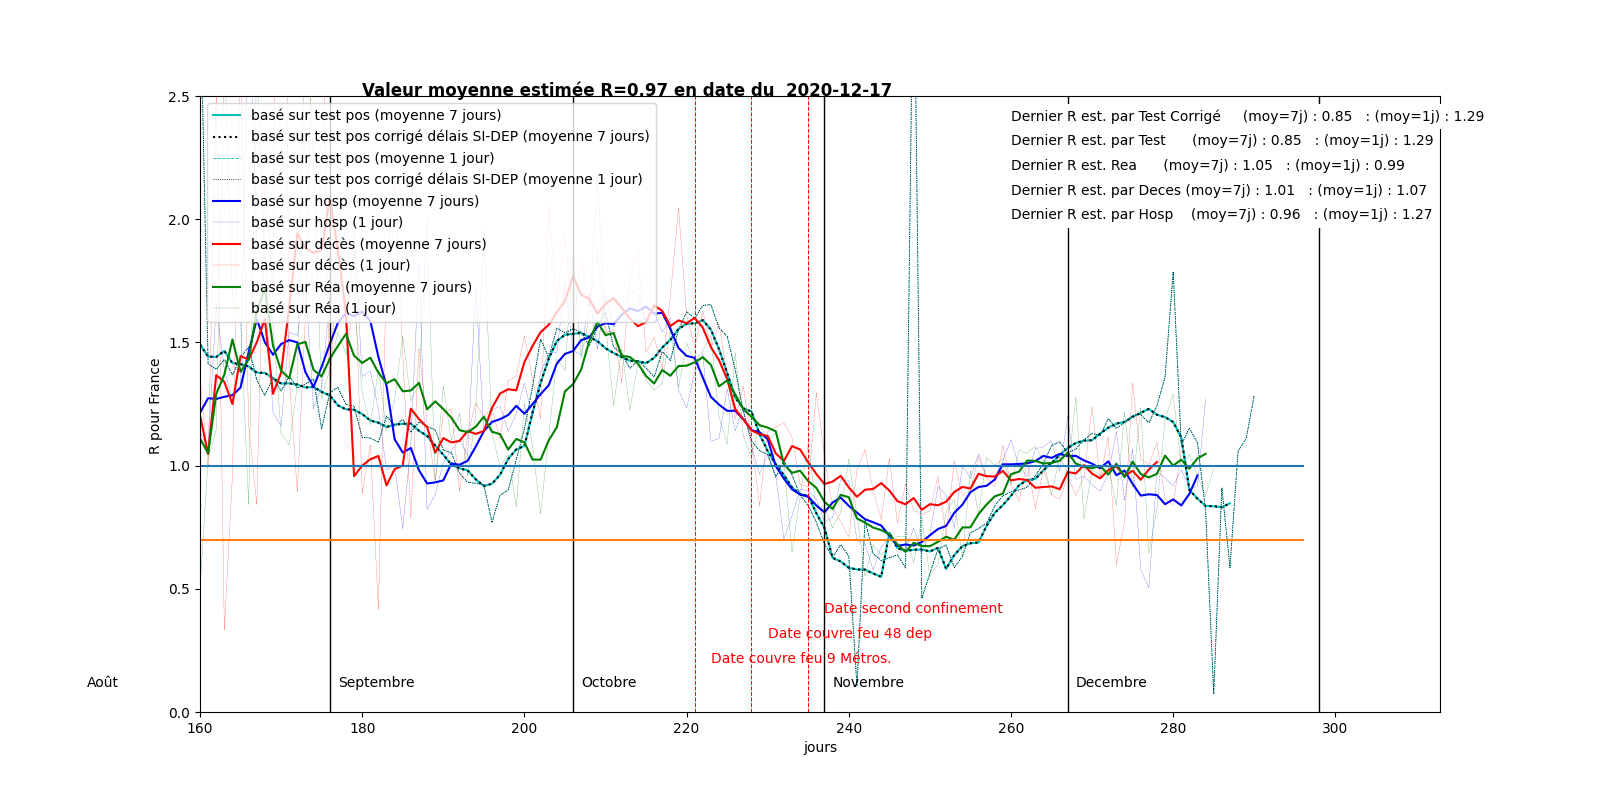 Valeur moyenne estimée R=0.97 en date du  2020-12-17
2.5
2.0
1.5
1.0
0.5
0.0
R pour France
basé sur test pos (moyenne 7 jours)
basé sur test pos corrigé délais SI-DEP (moyenne 7 jours)
basé sur test pos (moyenne 1 jour)
basé sur test pos corrigé délais SI-DEP (moyenne 1 jour)
basé sur hosp (moyenne 7 jours)
basé sur hosp (1 jour)
basé sur décès (moyenne 7 jours)
basé sur décès (1 jour)
basé sur Réa (moyenne 7 jours)
basé sur Réa (1 jour)
Dernier R est. par Test Corrigé (moy=7j) : 0.85 : (moy=1j) : 1.29
Dernier R est. par Test (moy=7j) : 0.85 : (moy=1j) : 1.29
Dernier R est. Rea (moy=7j) : 1.05 : (moy=1j) : 0.99
Dernier R est. par Deces (moy=7j) : 1.01 : (moy=1j) : 1.07
Dernier R est. par Hosp (moy=7j) : 0.96 : (moy=1j) : 1.27
Date second confinement
Date couvre feu 48 dep
Date couvre feu 9 Métros.
Août Septembre Octobre Novembre Decembre
160 180 200 220 240 260 280 300
jours